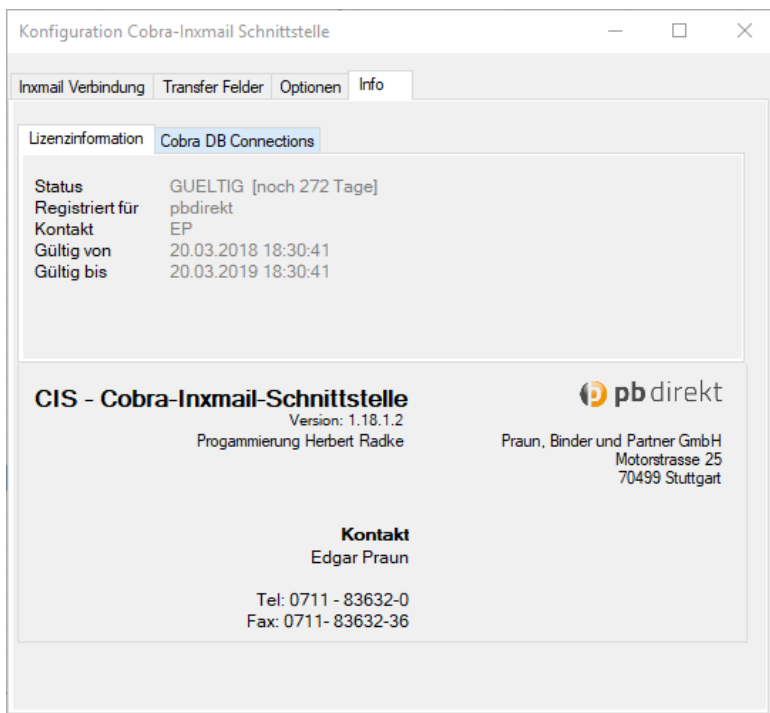 Konfiguration Cobra-Inxmail Schnittstelle
Inxmail Verbindung Transfer Felder Optionen Info
Lizenzinformation Cobra DB Connections
Status GUELTIG [noch 272 Tage]
Registriert für pbdirekt
Kontakt EP
Gültig von 20.03.2018 18:30:41
Gültig bis 20.03.2019 18:30:41
pbdirekt
CIS - Cobra-Inxmail-Schnittstelle
Version: 1.18.1.2
Progammierung Herbert Radke
Praun, Binder und Partner GmbH
Motorstrasse 25
70499 Stuttgart
Kontakt
Edgar Praun
Tel: 0711 - 83632-0
Fax: 0711- 83632-36